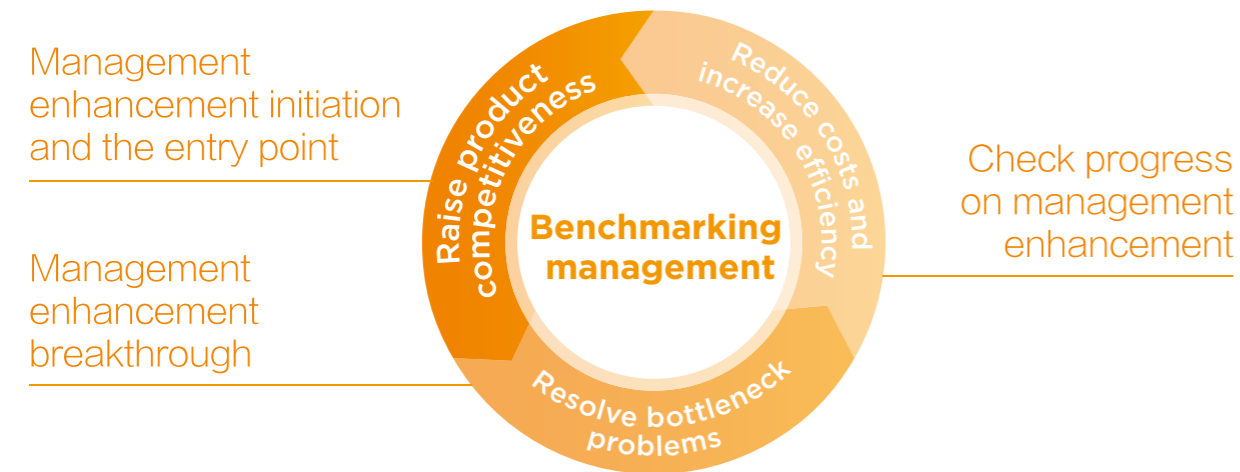 Management
enhancement initiation
and the entry point
Management
enhancement
breakthrough
Raise product
competitiveness
Reduce costs and
increase efficiency
Resolve bottleneck
problems
Benchmarking
management
Check progress
on management
enhancement